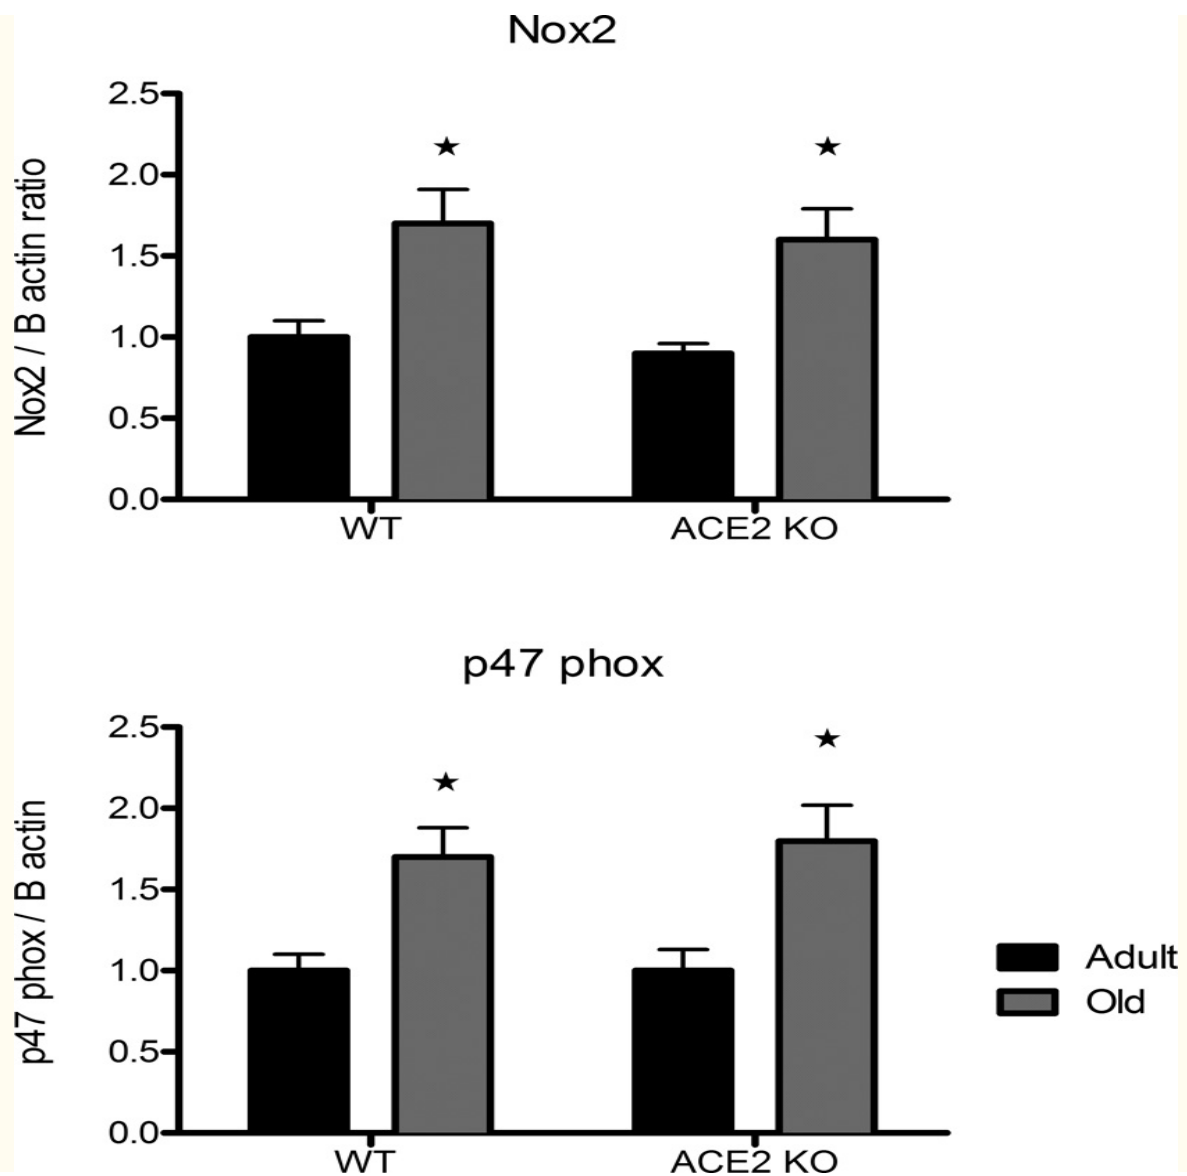 Nox2
Nox2 / B actin ratio
2.5
2.0
1.5
1.0
0.5
0.0
WT
ACE2 KO
p47 phox
p47 phox / B actin
2.5
2.0
1.5
1.0
0.5
0.0
WT
ACE2 KO
Adult
Old